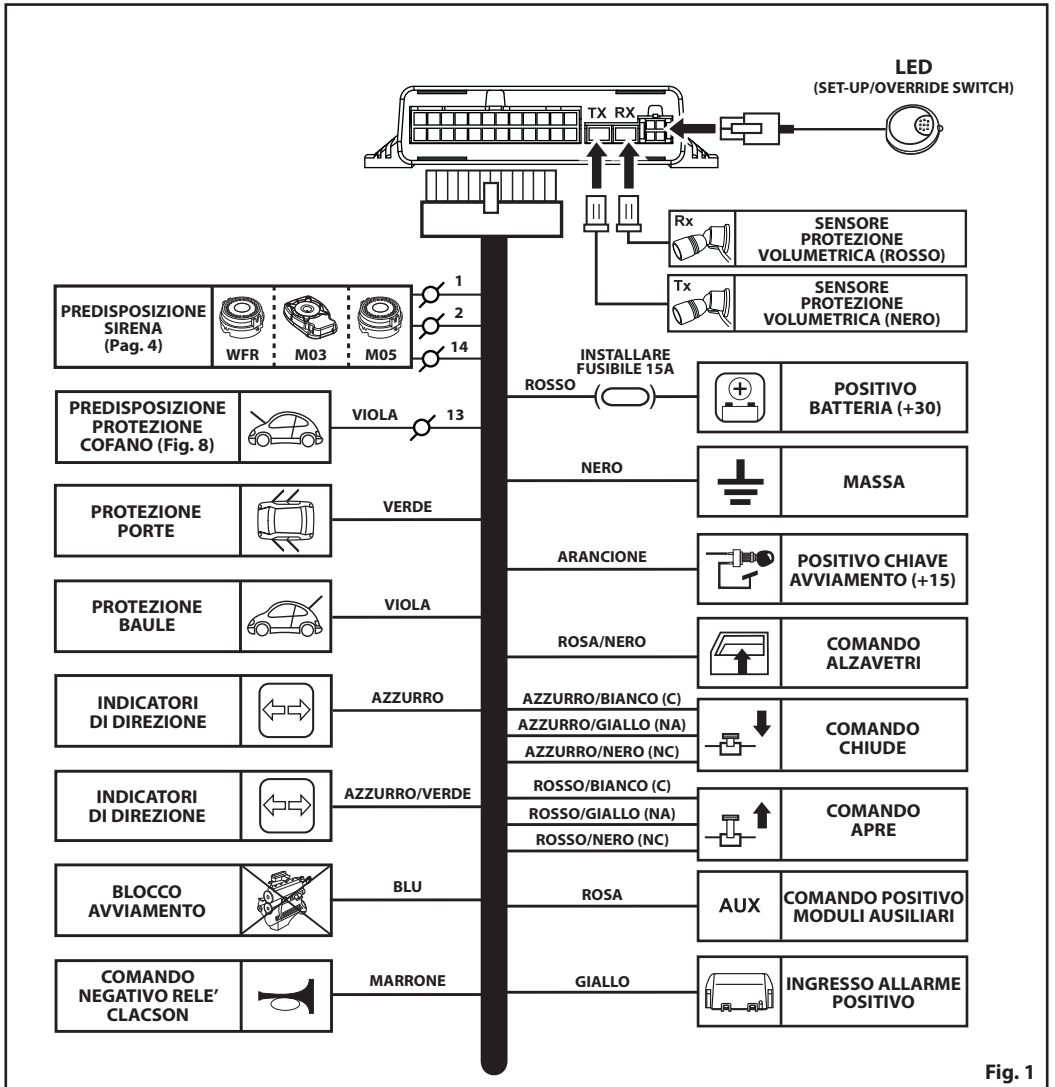 LED
(SET-UP/OVERRIDE SWITCH)
TX RX
Rx
SENSORE
PROTEZIONE
VOLUMETRICA (ROSSO)
Tx
SENSORE
PROTEZIONE
VOLUMETRICA (NERO)
PREDISPOSIZIONE
SIRENA
(Pag. 4)
WFR
M03
M05
1
2
14
INSTALLARE
FUSIBILE 15A
ROSSO
POSITIVO
BATTERIA (+30)
PREDISPOSIZIONE
PROTEZIONE
COFANO (Fig. 8)
VIOLA
13
NERO
MASSA
PROTEZIONE
PORTE
VERDE
ARANCIONE
POSITIVO CHIAVE
AVVIAMENTO (+15)
PROTEZIONE
BAULE
VIOLA
ROSA/NERO
COMANDO
ALZAVETRI
INDICATORI
DI DIREZIONE
AZZURRO
AZZURRO/BIANCO (C)
AZZURRO/GIALLO (NA)
AZZURRO/NERO (NC)
COMANDO
CHIUDE
INDICATORI
DI DIREZIONE
AZZURRO/VERDE
ROSSO/BIANCO (C)
ROSSO/GIALLO (NA)
ROSSO/NERO (NC)
COMANDO
APRE
BLOCCO
AVVIAMENTO
BLU
ROSA
AUX
COMANDO POSITIVO
MODULI AUSILIARI
COMANDO
NEGATIVO RELE’
CLACSON
MARRONE
GIALLO
INGRESSO ALLARME
POSITIVO
Fig. 1